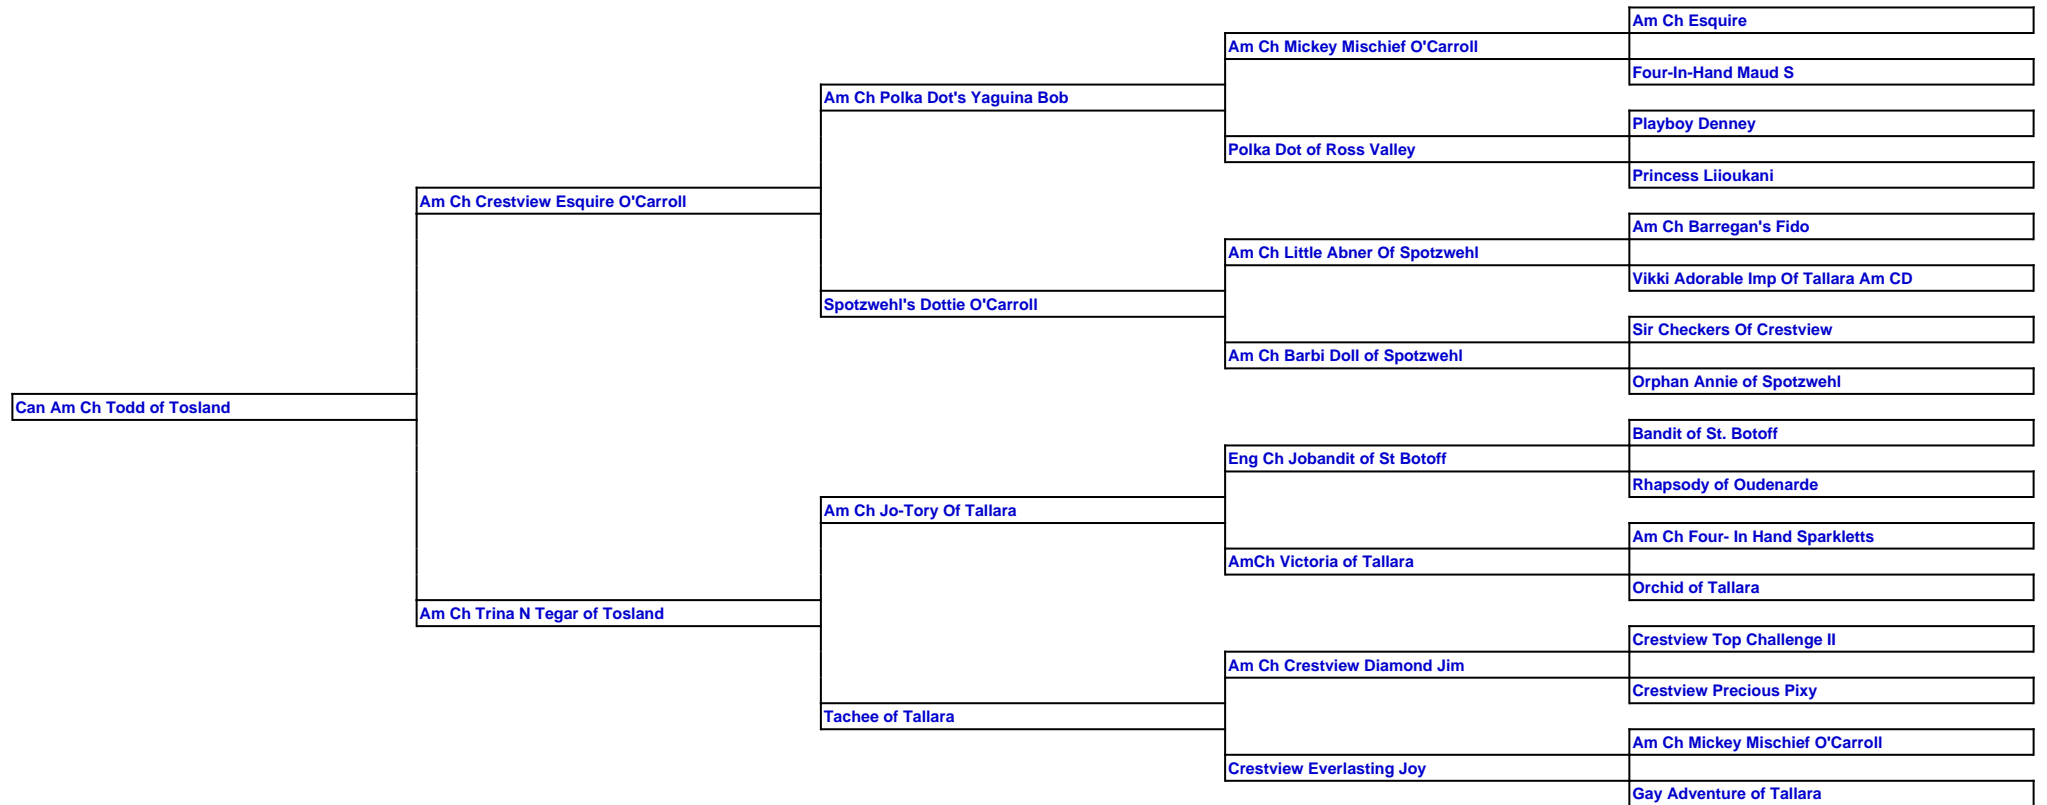 Am Ch Esquire
Am Ch Mickey Mischief O'Carroll
Four-In-Hand Maud S
Am Ch Polka Dot's Yaguina Bob
Playboy Denney
Polka Dot of Ross Valley
Princess Liioukani
Am Ch Crestview Esquire O'Carroll
Am Ch Barregan's Fido
Am Ch Little Abner Of Spotzwehl
Vikki Adorable Imp Of Tallara Am CD
Spotzwehl's Dottie O'Carroll
Sir Checkers Of Crestview
Am Ch Barbi Doll of Spotzwehl
Orphan Annie of Spotzwehl
Can Am Ch Todd of Tosland
Bandit of St. Botoff
Eng Ch Jobandit of St Botoff
Rhapsody of Oudenarde
Am Ch Jo-Tory Of Tallara
Am Ch Four- In Hand Sparkletts
AmCh Victoria of Tallara
Orchid of Tallara
Am Ch Trina N Tegar of Tosland
Crestview Top Challenge II
Am Ch Crestview Diamond Jim
Crestview Precious Pixy
Tachee of Tallara
Am Ch Mickey Mischief O'Carroll
Crestview Everlasting Joy
Gay Adventure of Tallara